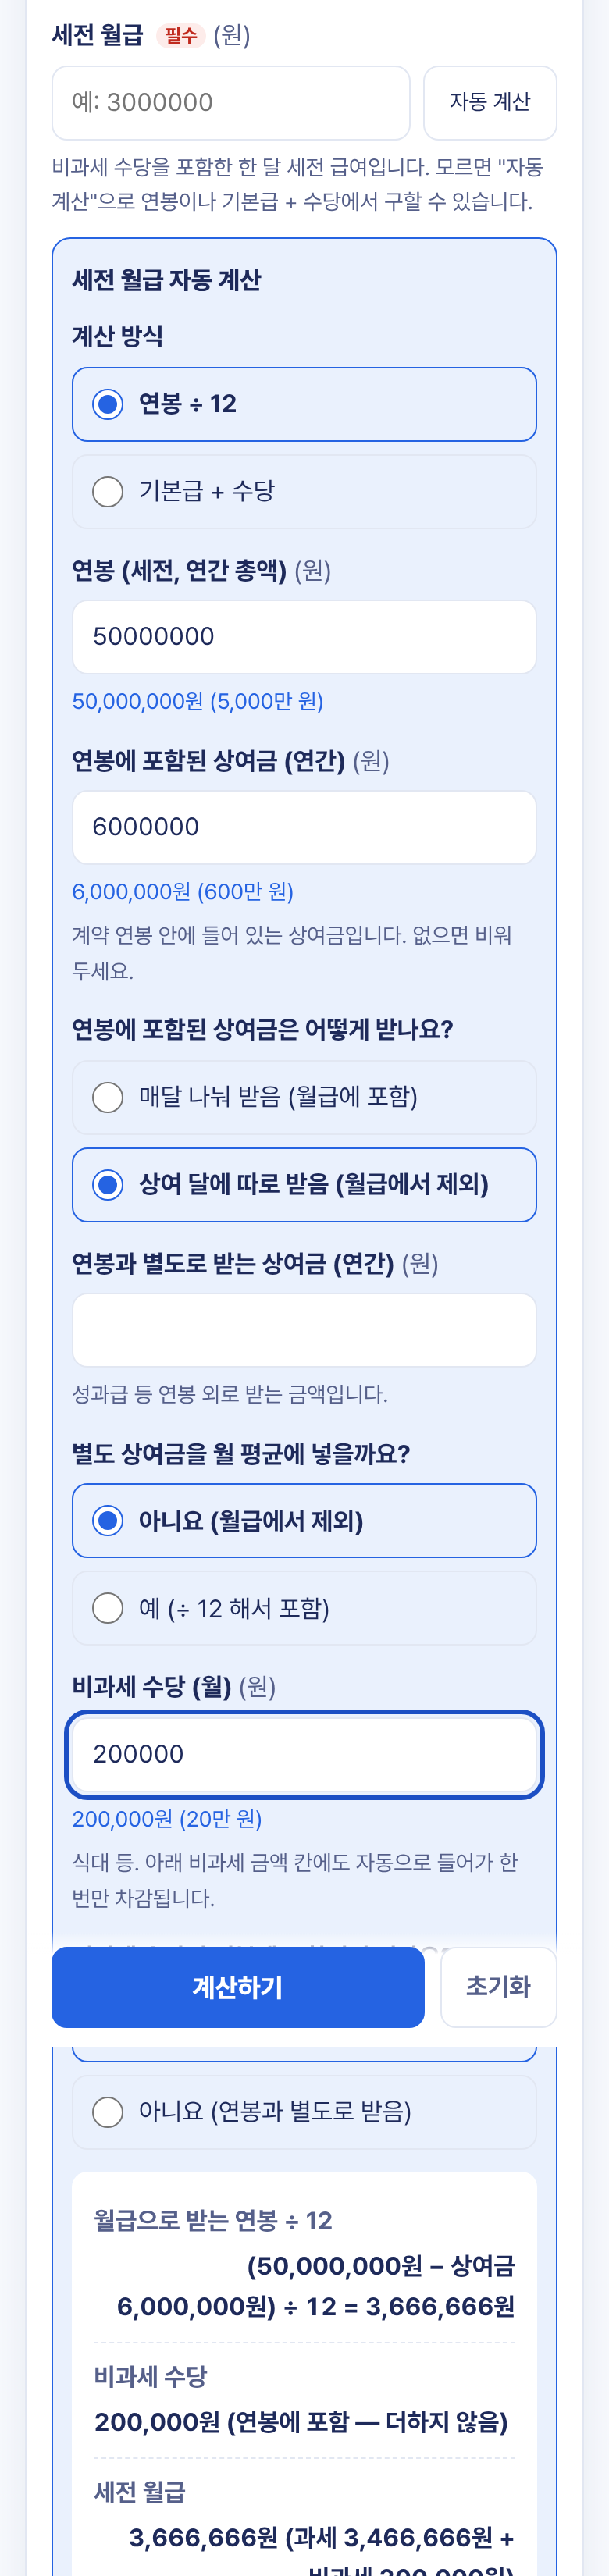 세전 월급 필수 (원)
예: 3000000
자동 계산
비과세 수당을 포함한 한 달 세전 급여입니다. 모르면 "자동
계산"으로 연봉이나 기본급 + 수당에서 구할 수 있습니다.
세전 월급 자동 계산
계산 방식
연봉 ÷ 12
기본급 + 수당
연봉 (세전, 연간 총액) (원)
50000000
50,000,000원 (5,000만 원)
연봉에 포함된 상여금 (연간) (원)
6000000
6,000,000원 (600만 원)
계약 연봉 안에 들어 있는 상여금입니다. 없으면 비워
두세요.
연봉에 포함된 상여금은 어떻게 받나요?
매달 나눠 받음 (월급에 포함)
상여 달에 따로 받음 (월급에서 제외)
연봉과 별도로 받는 상여금 (연간) (원)
성과급 등 연봉 외로 받는 금액입니다.
별도 상여금을 월 평균에 넣을까요?
아니요 (월급에서 제외)
예 (÷ 12 해서 포함)
비과세 수당 (월) (원)
200000
200,000원 (20만 원)
식대 등. 아래 비과세 금액 칸에도 자동으로 들어가 한
번만 차감됩니다.
계산하기
초기화
아니요 (연봉과 별도로 받음)
월급으로 받는 연봉 ÷ 12
(50,000,000원 − 상여금
6,000,000원) ÷ 12 = 3,666,666원
비과세 수당
200,000원 (연봉에 포함 — 더하지 않음)
세전 월급
3,666,666원 (과세 3,466,666원 +
비과세 200,000원)